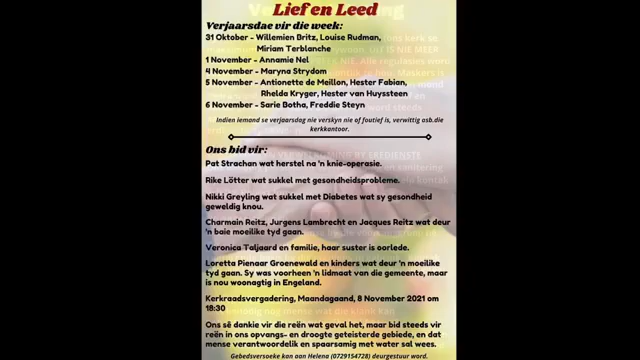 Lief en Leed
Verjaarsdae vir die week:
31 Oktober - Willemien Britz, Louise Rudman,
Miriam Terblanche
1 November - Annamie Nel
4 November - Maryna Strydom
5 November - Antionette de Meillon, Hester Fabian,
Rhelda Kryger, Hester van Huyssteen
6 November - Sarie Botha, Freddie Steyn
Indien iemand se verjaarsdag nie verskyn nie of foutief is, verwittig asb.die
kerkkantoor.
Ons bid vir:
Pat Strachan wat herstel na 'n knie-operasie.
Rike Lötter wat sukkel met gesondheidsprobleme.
Nikki Greyling wat sukkel met Diabetes wat sy gesondheid
geweldig knou.
Charmain Reitz, Jurgens Lambrecht en Jacques Reitz wat deur
'n baie moeilike tyd gaan.
Veronica Taljaard en familie, haar suster is oorlede.
Loretta Pienaar Groenewald en kinders wat deur 'n moeilike
tyd gaan. Sy was voorheen 'n lidmaat van die gemeente, maar
is nou woonagtig in Engeland.
Kerkraadsvergadering, Maandagaand, 8 November 2021 om
18:30
Ons sê dankie vir die reën wat geval het, maar bid steeds vir
reën in ons opvangs- en droogte geteisterde gebiede, en dat
mense verantwoordelik en spaarsamig met water sal wees.
Gebedsversoeke kan aan Helena (0729154728) deurgestuur word.